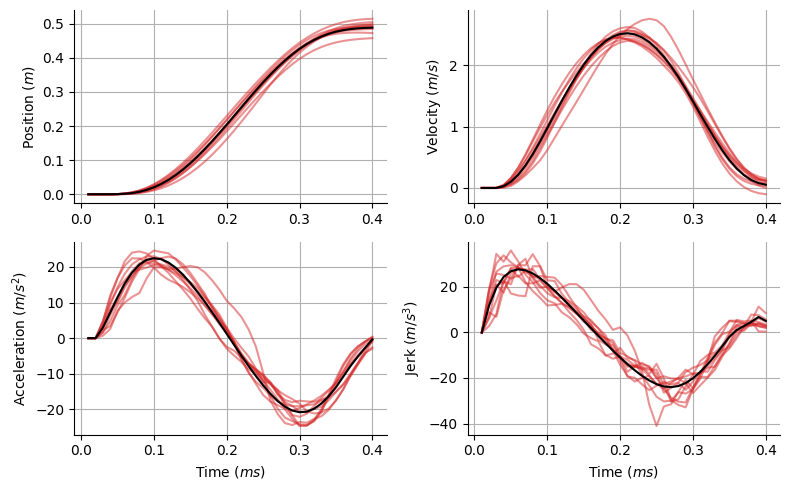 Position (m)
0.5
0.4
0.3
0.2
0.1
0.0
0.0 0.1 0.2 0.3 0.4
Velocity (m/s)
2
1
0
0.0 0.1 0.2 0.3 0.4
Acceleration (m/s²)
20
10
0
−10
−20
0.0 0.1 0.2 0.3 0.4
Time (ms)
Jerk (m/s³)
20
0
−20
−40
0.0 0.1 0.2 0.3 0.4
Time (ms)